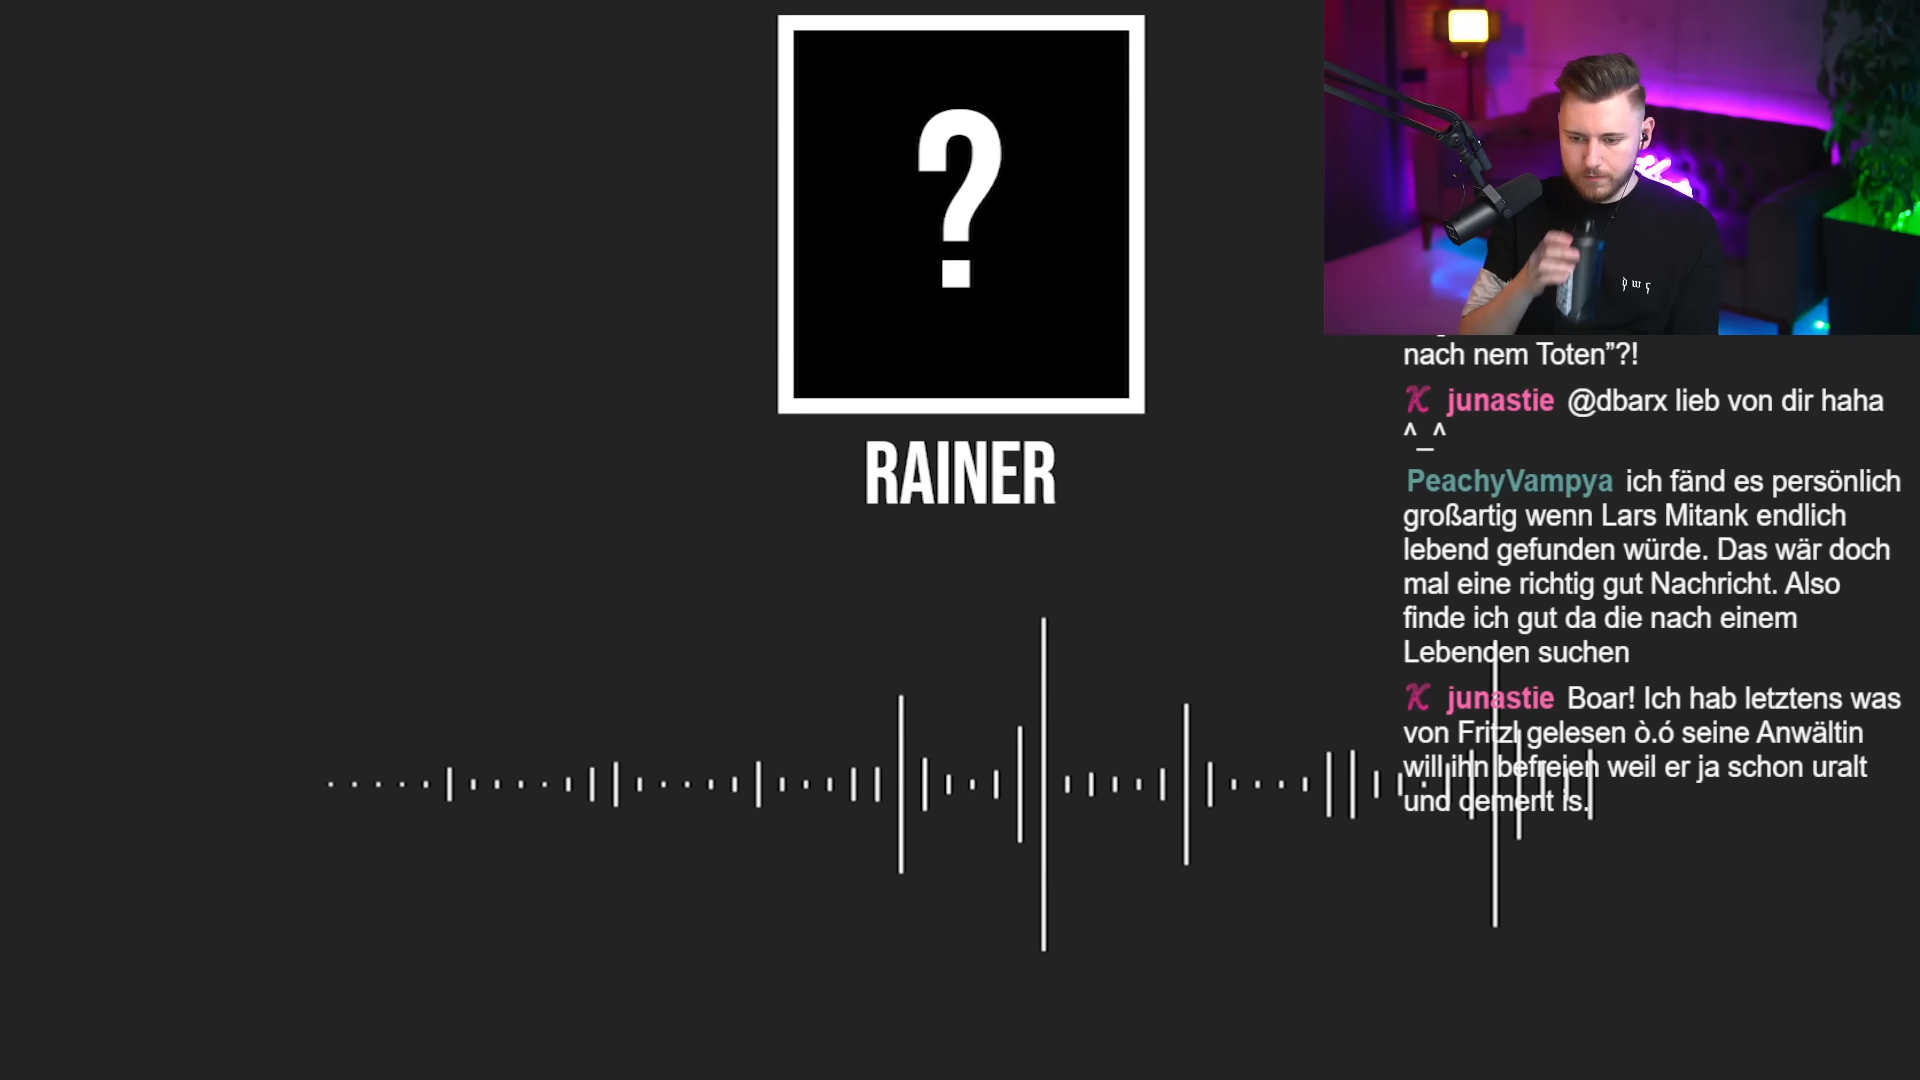 ?
RAINER
nach nem Toten”?!
junastie @dbarx lieb von dir haha
^_^
PeachyVampya ich fänd es persönlich
großartig wenn Lars Mitank endlich
lebend gefunden würde. Das wär doch
mal eine richtig gut Nachricht. Also
finde ich gut da die nach einem
Lebenden suchen
junastie Boar! Ich hab letztens was
von Fritzl gelesen ò.ó seine Anwältin
will ihn befreien weil er ja schon uralt
und dement is.